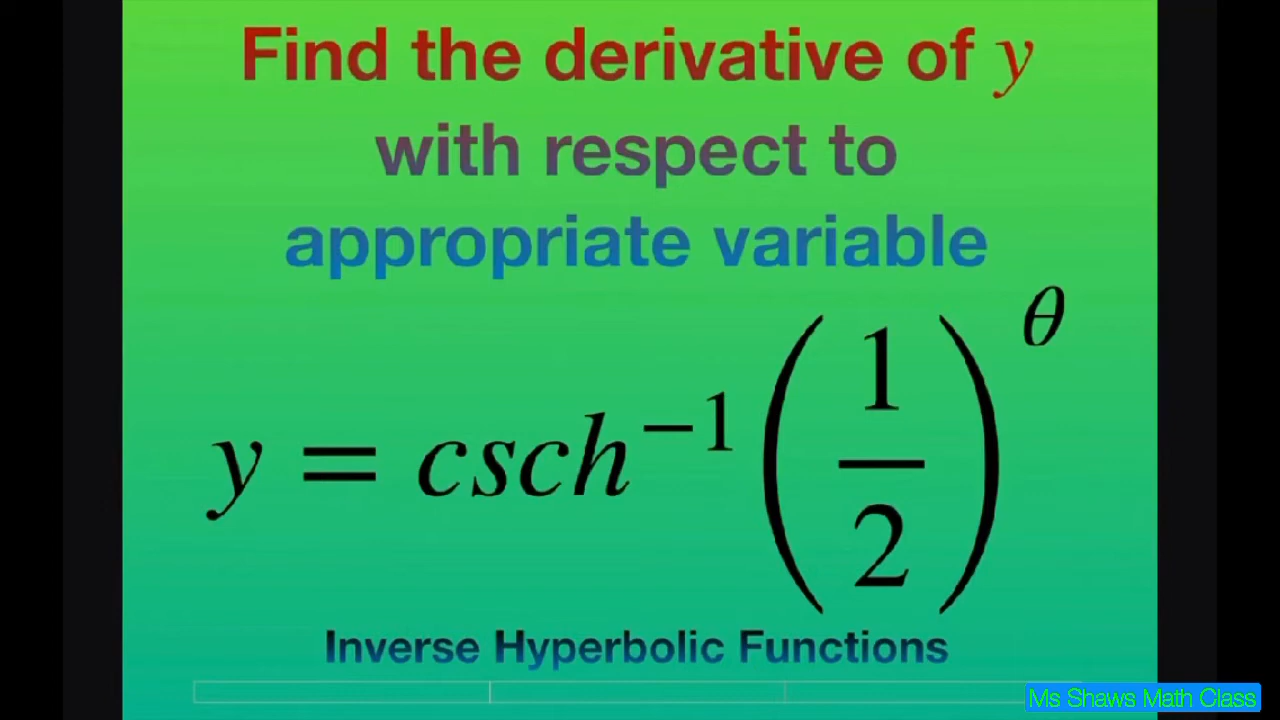 Find the derivative of y
with respect to
appropriate variable
y = csch⁻¹(1/2)^θ
Inverse Hyperbolic Functions
Ms Shaws Math Class